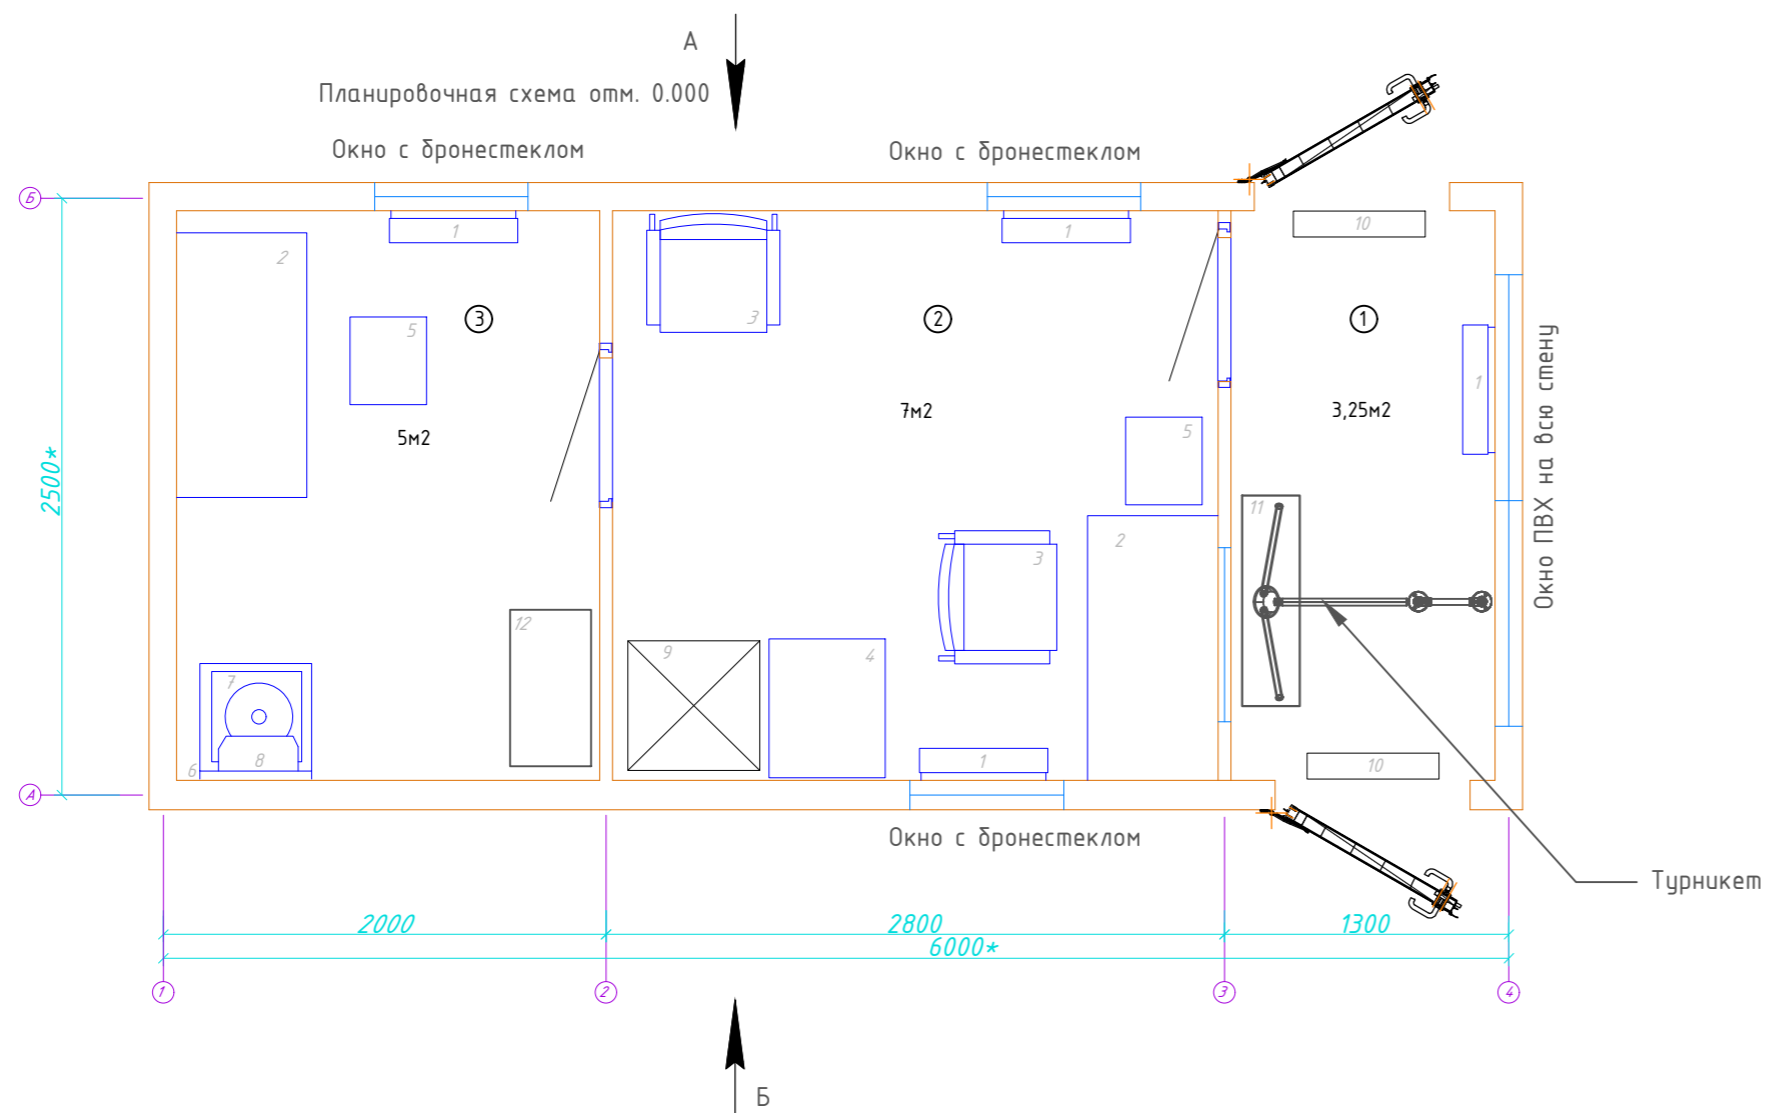 А
Планировочная схема отм. 0.000
Окно с бронестеклом
Окно с бронестеклом
Б
1
1
10
2
3
5
3
2
1
1
5м2
7м2
3,25м2
5
2500*
Окно ПВХ на всю стену
11
2
3
12
9
4
7
8
6
1
10
А
Окно с бронестеклом
Турникет
2000
2800
1300
6000*
1
2
3
4
Б